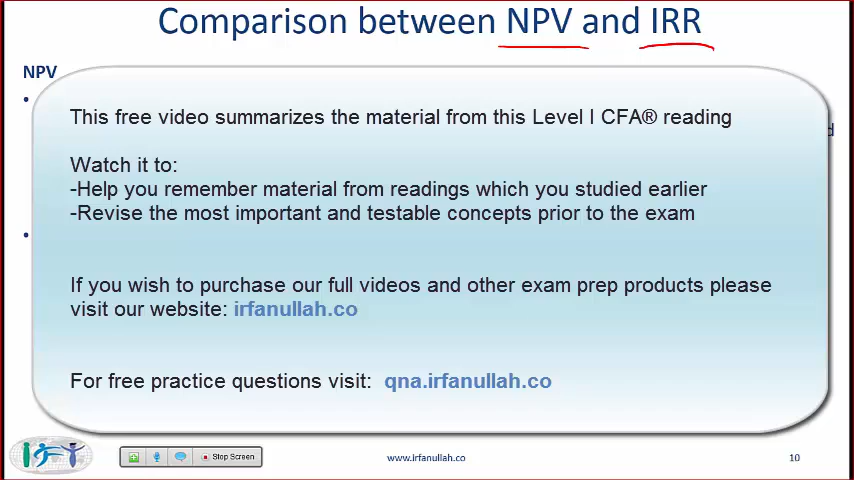 Comparison between NPV and IRR
NPV
This free video summarizes the material from this Level I CFA® reading
Watch it to:
-Help you remember material from readings which you studied earlier
-Revise the most important and testable concepts prior to the exam
If you wish to purchase our full videos and other exam prep products please
visit our website: irfanullah.co
For free practice questions visit: qna.irfanullah.co
IFT
Stop Screen
www.irfanullah.co
10